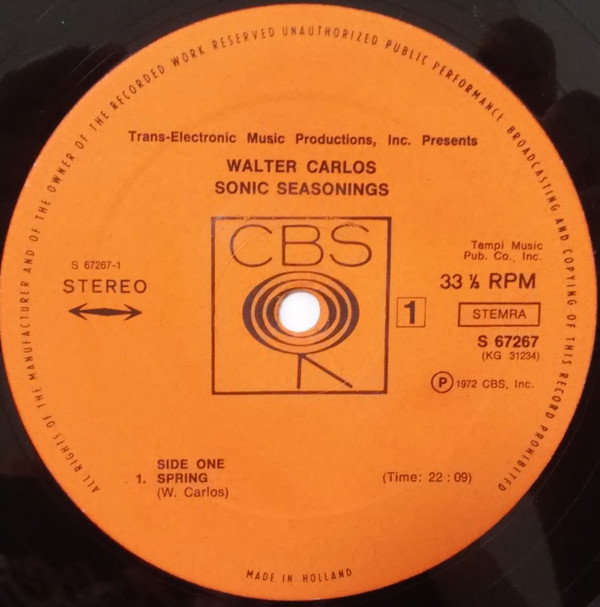 ALL RIGHTS OF THE MANUFACTURER AND OF THE OWNER OF THE RECORDED WORK RESERVED UNAUTHORIZED PUBLIC PERFORMANCE BROADCASTING AND COPYING OF THIS RECORD PROHIBITED
Trans-Electronic Music Productions, Inc. Presents
WALTER CARLOS
SONIC SEASONINGS
CBS
S 67267-1
STEREO
1
Tempi Music
Pub. Co., Inc.
33 ⅓ RPM
STEMRA
S 67267
(KG 31234)
Ⓟ 1972 CBS, Inc.
SIDE ONE
1. SPRING (Time: 22 : 09)
(W. Carlos)
MADE IN HOLLAND